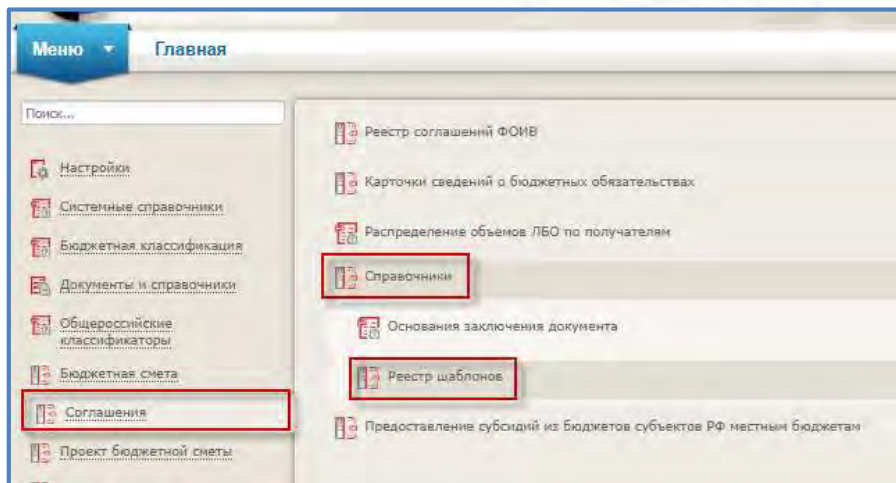 Меню
Главная
Поиск...
Настройки
Системные справочники
Бюджетная классификация
Документы и справочники
Общероссийские
классификаторы
Бюджетная смета
Соглашения
Проект бюджетной сметы
Реестр соглашений ФОИВ
Карточки сведений о бюджетных обязательствах
Распределение объемов ЛБО по получателям
Справочники
Основания заключения документа
Реестр шаблонов
Предоставление субсидий из бюджетов субъектов РФ местным бюджетам